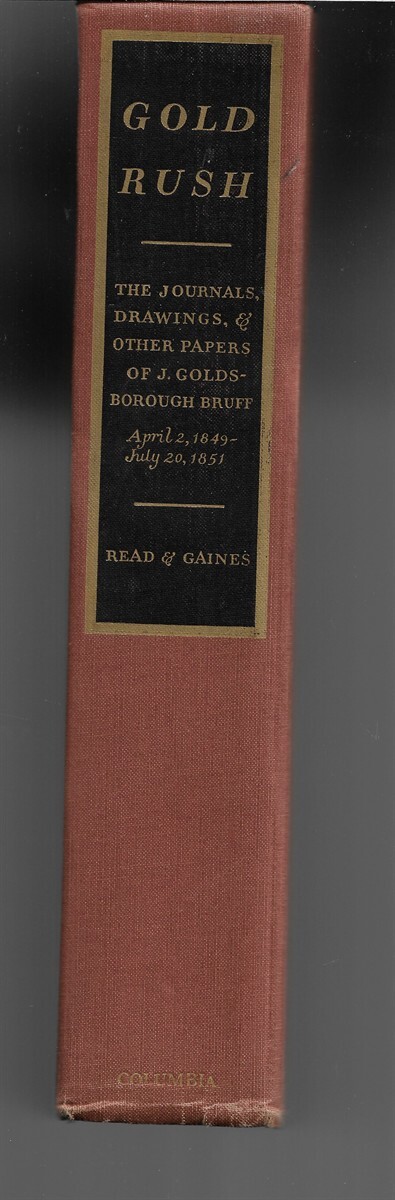 GOLD
RUSH
THE JOURNALS,
DRAWINGS, &
OTHER PAPERS
OF J. GOLDS-
BOROUGH BRUFF
April 2, 1849-
July 20, 1851
READ & GAINES
COLUMBIA